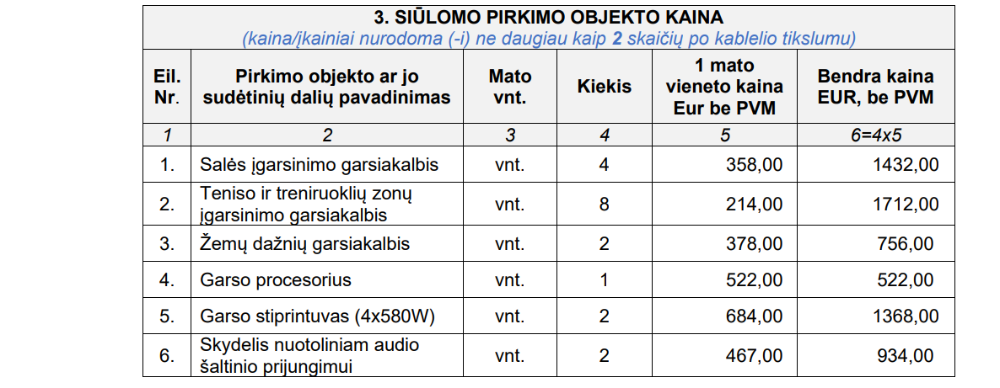 3. SIŪLOMO PIRKIMO OBJEKTO KAINA
(kaina/įkainiai nurodoma (-i) ne daugiau kaip 2 skaičių po kablelio tikslumu)
Eil. Nr. Pirkimo objekto ar jo sudėtinių dalių pavadinimas Mato vnt. Kiekis 1 mato vieneto kaina Eur be PVM Bendra kaina EUR, be PVM
1 2 3 4 5 6=4x5
1. Salės įgarsinimo garsiakalbis vnt. 4 358,00 1432,00
2. Teniso ir treniruoklių zonų įgarsinimo garsiakalbis vnt. 8 214,00 1712,00
3. Žemų dažnių garsiakalbis vnt. 2 378,00 756,00
4. Garso procesorius vnt. 1 522,00 522,00
5. Garso stiprintuvas (4x580W) vnt. 2 684,00 1368,00
6. Skydelis nuotoliniam audio šaltinio prijungimui vnt. 2 467,00 934,00